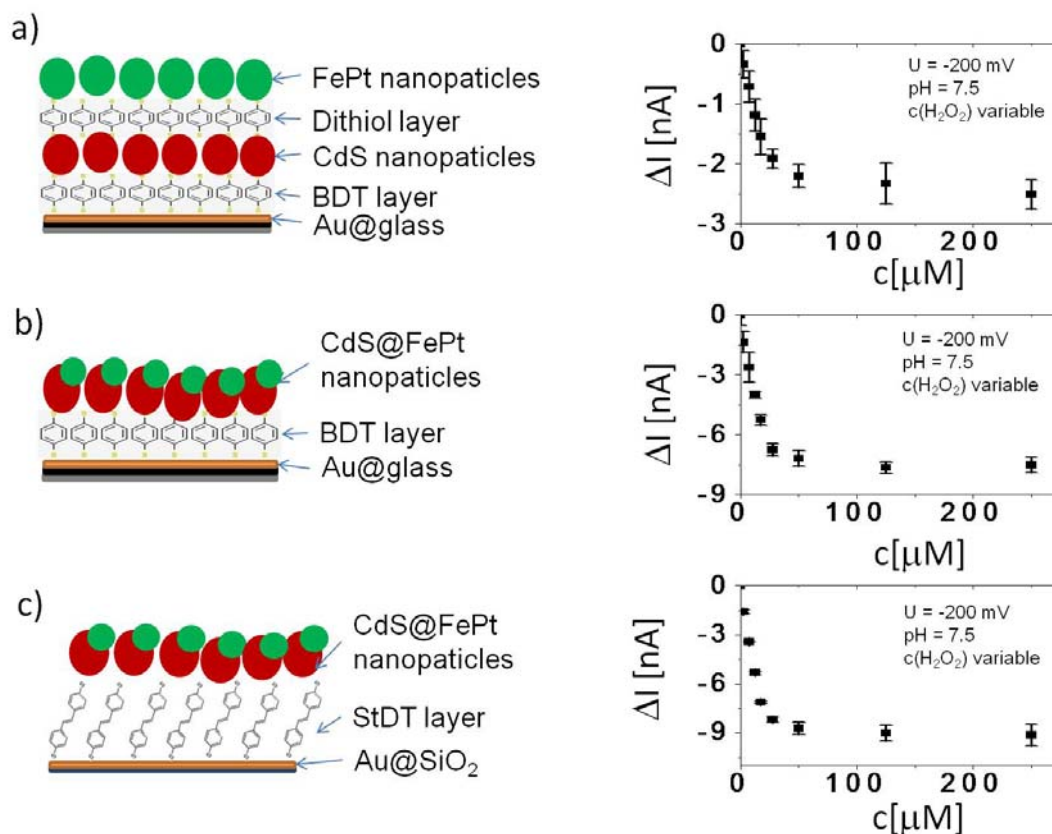 a)
FePt nanopaticles
Dithiol layer
CdS nanopaticles
BDT layer
Au@glass
0
-1
-2
-3
ΔI [nA]
U = -200 mV
pH = 7.5
c(H₂O₂) variable
0 100 200
c[μM]
b)
CdS@FePt
nanopaticles
BDT layer
Au@glass
0
-3
-6
-9
ΔI [nA]
U = -200 mV
pH = 7.5
c(H₂O₂) variable
0 100 200
c[μM]
c)
CdS@FePt
nanopaticles
StDT layer
Au@SiO₂
0
-3
-6
-9
ΔI [nA]
U = -200 mV
pH = 7.5
c(H₂O₂) variable
0 100 200
c[μM]